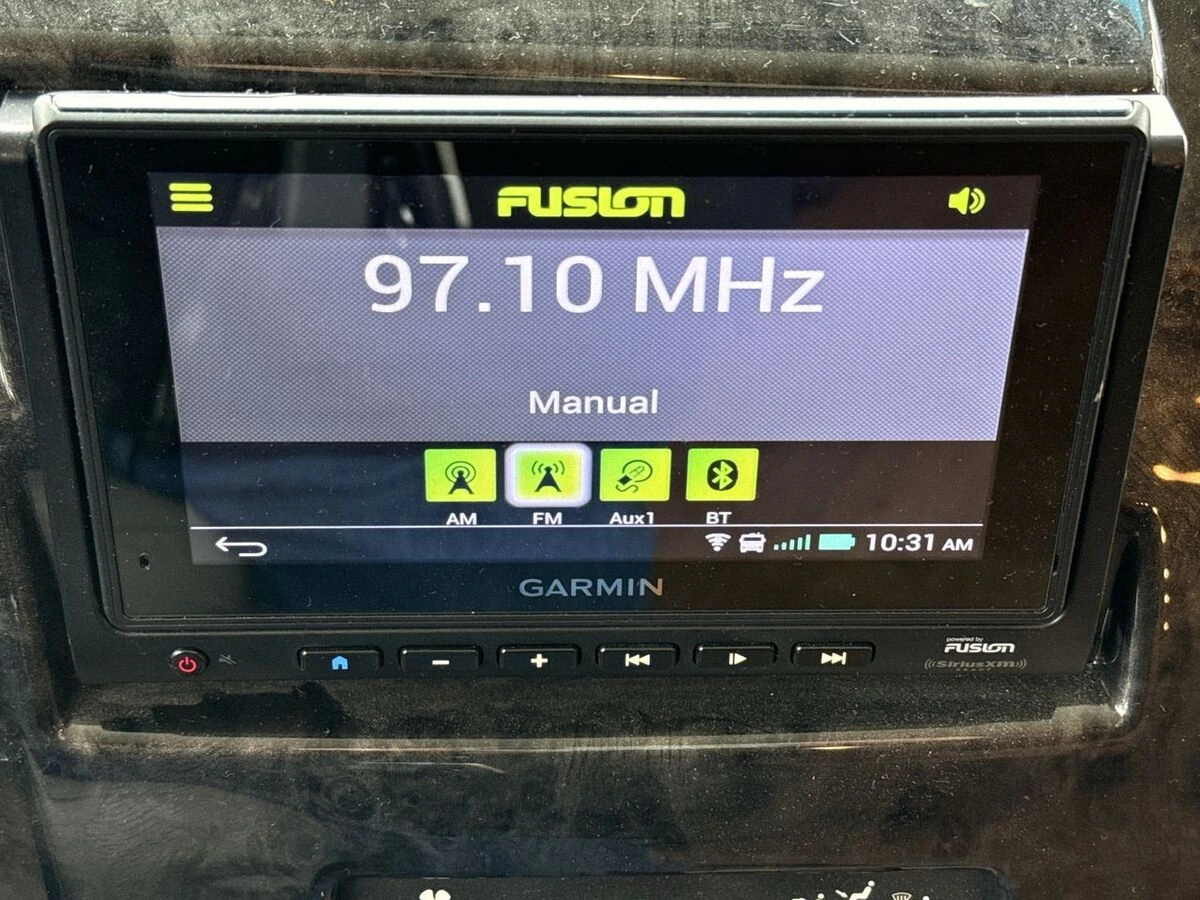 FUSION
97.10 MHz
Manual
AM FM Aux1 BT
10:31 AM
GARMIN
powered by
FUSION
SiriusXM